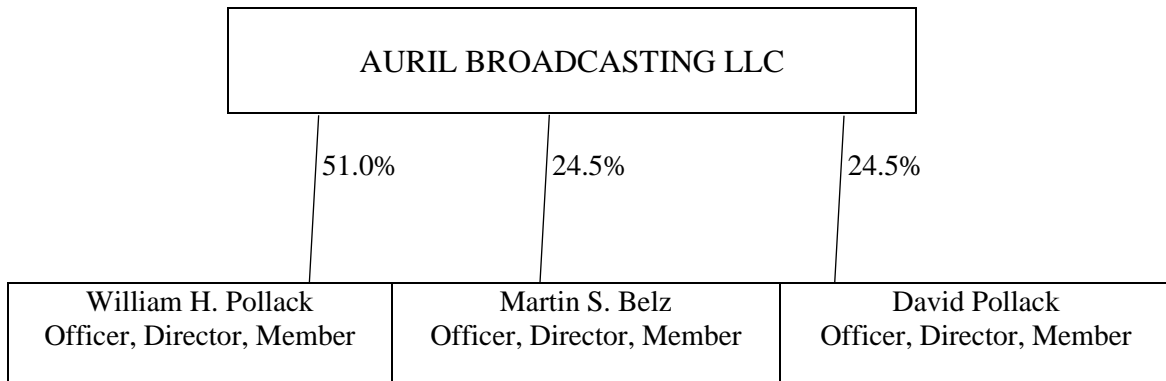 AURIL BROADCASTING LLC
51.0%
24.5%
24.5%
William H. Pollack
Officer, Director, Member
Martin S. Belz
Officer, Director, Member
David Pollack
Officer, Director, Member